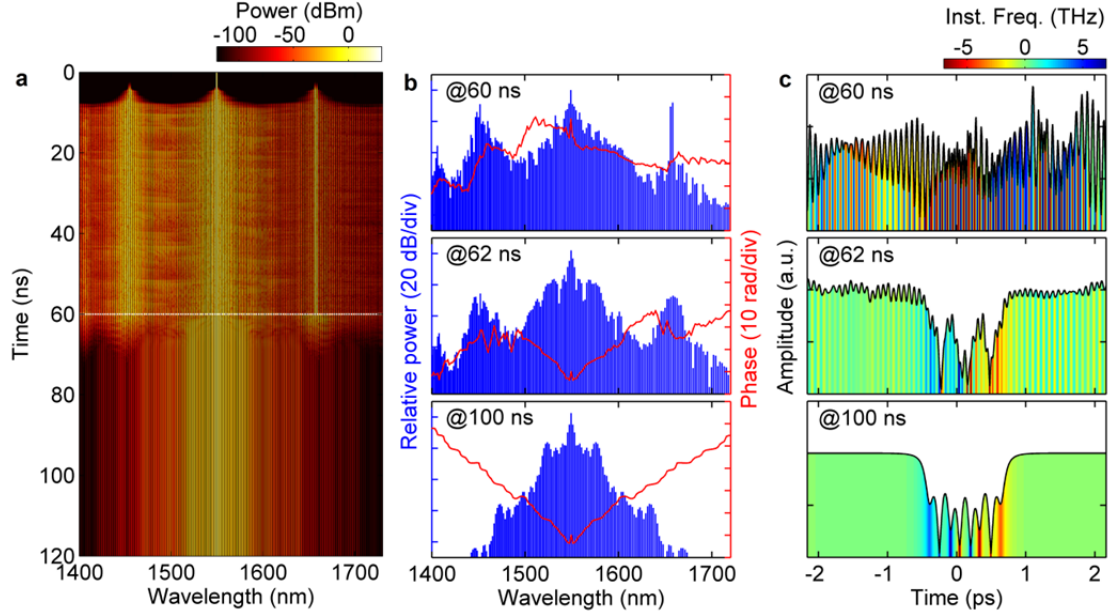 Power (dBm)
-100 -50 0
a
0
20
40
60
80
100
120
Time (ns)
1400 1500 1600 1700
Wavelength (nm)
b
@60 ns
@62 ns
@100 ns
Relative power (20 dB/div)
Phase (10 rad/div)
1400 1500 1600 1700
Wavelength (nm)
Inst. Freq. (THz)
-5 0 5
c
@60 ns
@62 ns
@100 ns
Amplitude (a.u.)
-2 -1 0 1 2
Time (ps)